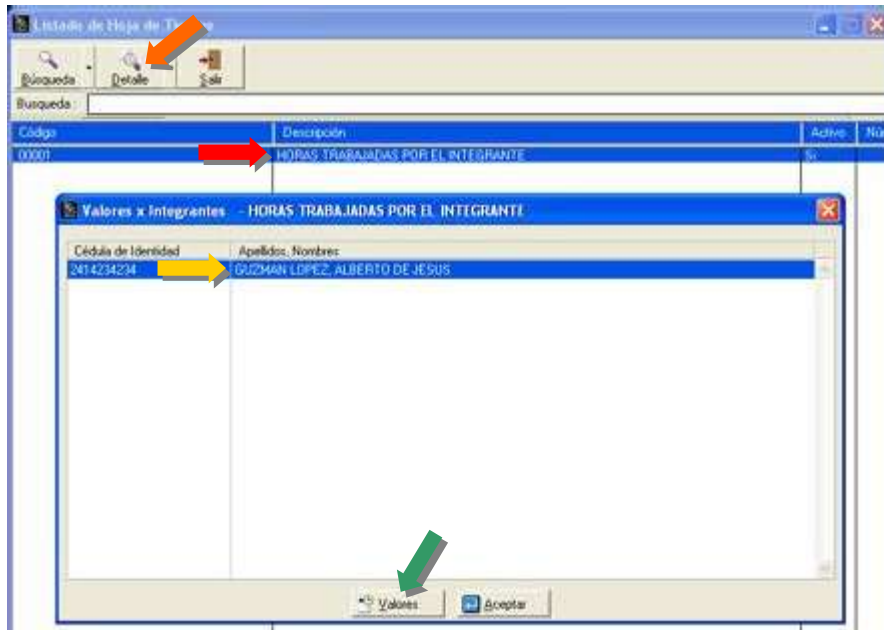 Listado de Hoja de Tiempo
Búsqueda Detalle Salir
Busqueda :
Código Descripción Activo Núm
00001 HORAS TRABAJADAS POR EL INTEGRANTE Si
Valores x Integrantes - HORAS TRABAJADAS POR EL INTEGRANTE
Cédula de Identidad Apellidos, Nombres
2414234234 GUZMAN LOPEZ, ALBERTO DE JESUS
Valores Aceptar